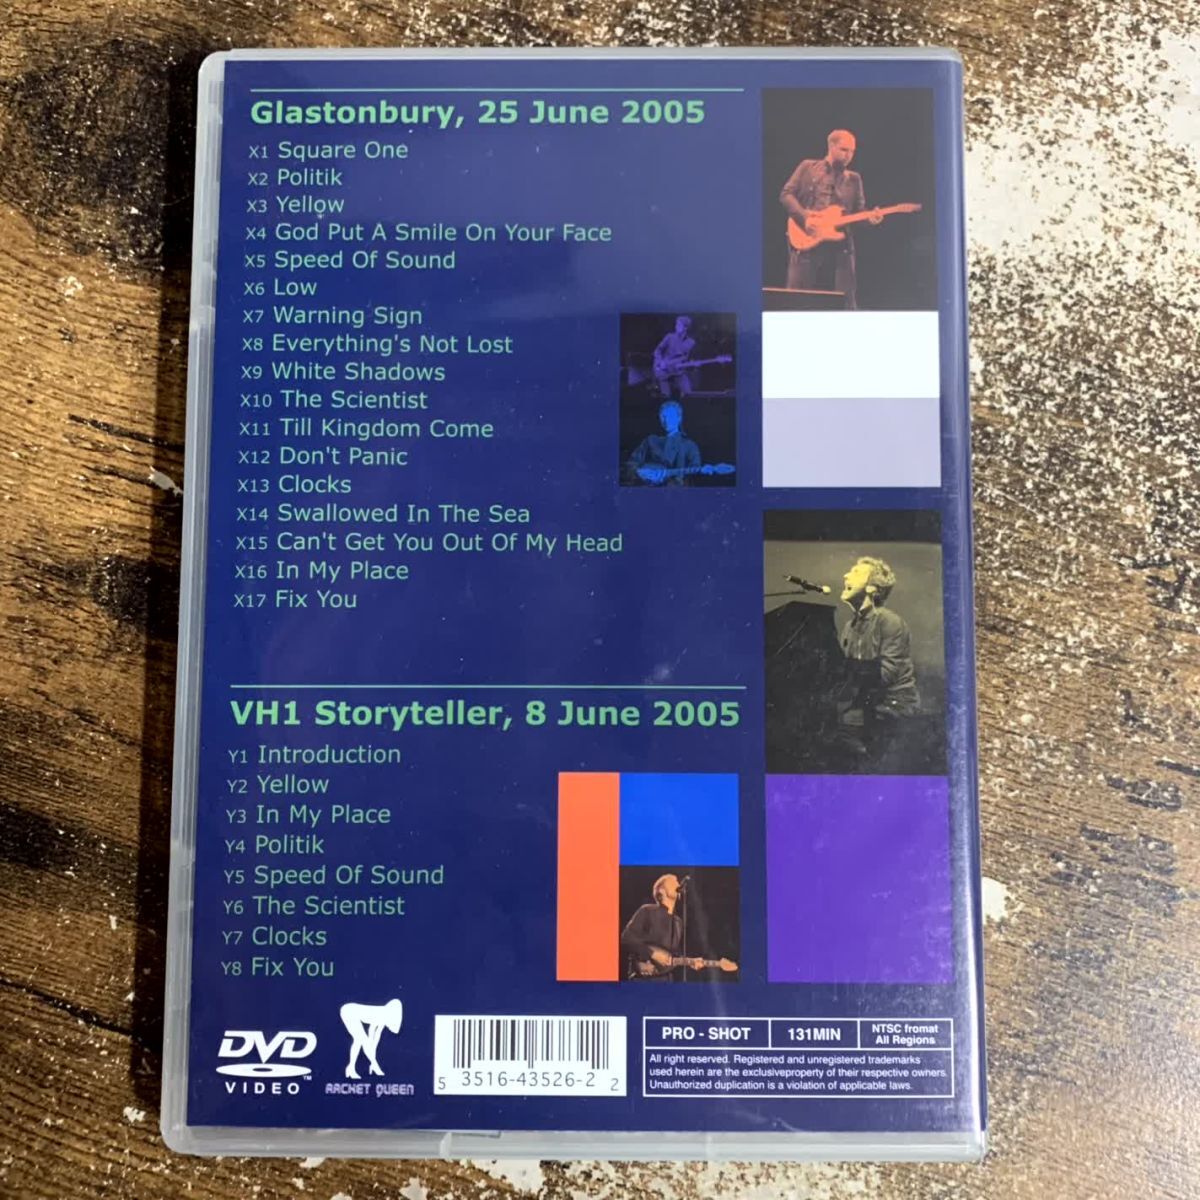 Glastonbury, 25 June 2005
X1 Square One
X2 Politik
X3 Yellow
X4 God Put A Smile On Your Face
X5 Speed Of Sound
X6 Low
X7 Warning Sign
X8 Everything's Not Lost
X9 White Shadows
X10 The Scientist
X11 Till Kingdom Come
X12 Don't Panic
X13 Clocks
X14 Swallowed In The Sea
X15 Can't Get You Out Of My Head
X16 In My Place
X17 Fix You
VH1 Storyteller, 8 June 2005
Y1 Introduction
Y2 Yellow
Y3 In My Place
Y4 Politik
Y5 Speed Of Sound
Y6 The Scientist
Y7 Clocks
Y8 Fix You
DVD
VIDEO™
RACHET QUEEN
5 3516-43526-2 2
PRO - SHOT
131MIN
NTSC fromat
All Regions
All right reserved. Registered and unregistered trademarks
used herein are the exclusiveproperty of their respective owners.
Unauthorized duplication is a violation of applicable laws.